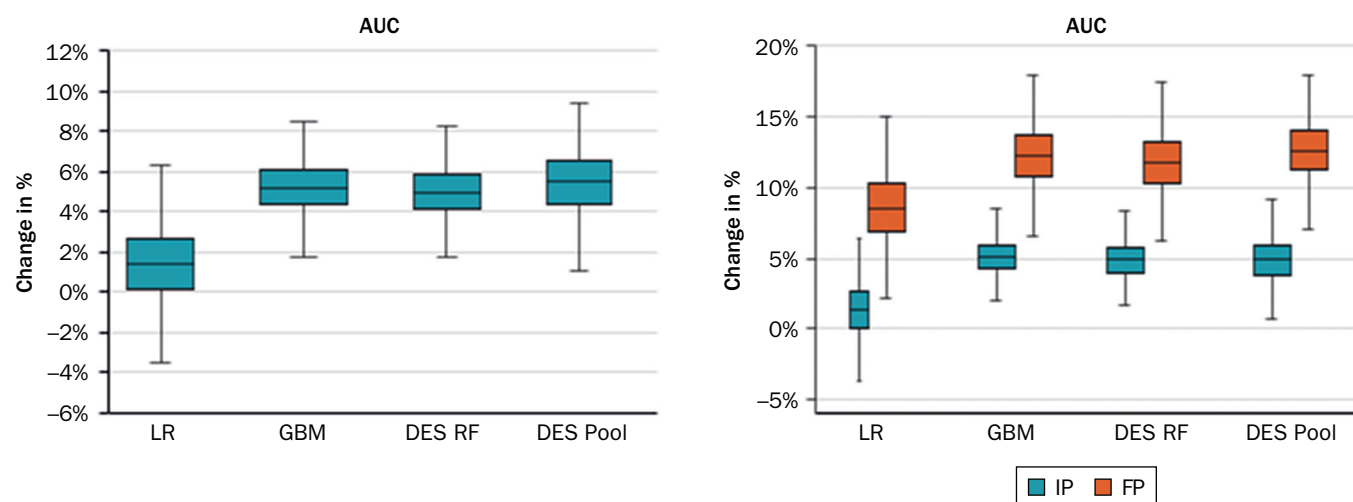 AUC
12%
10%
8%
6%
4%
2%
0%
–2%
–4%
–6%
Change in %
LR GBM DES RF DES Pool
AUC
20%
15%
10%
5%
0%
–5%
Change in %
LR GBM DES RF DES Pool
IP FP